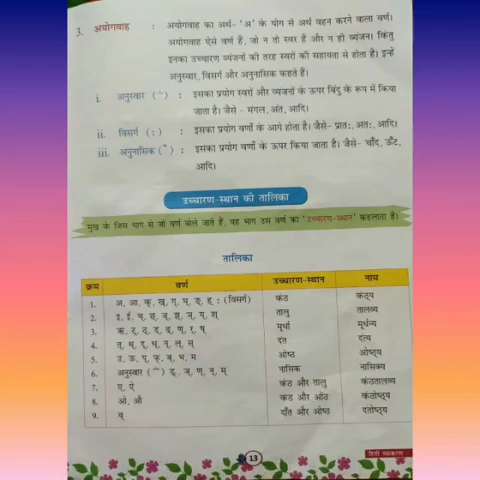 3. अयोगवाह : अयोगवाह का अर्थ- 'अ' के योग से अर्थ वहन करने वाला वर्ण।
अयोगवाह ऐसे वर्ण हैं, जो न तो स्वर हैं और न ही व्यंजन। किंतु
इनका उच्चारण व्यंजनों की तरह स्वरों की सहायता से होता है। इन्हें
अनुस्वार, विसर्ग और अनुनासिक कहते हैं।
i. अनुस्वार (ं) : इसका प्रयोग स्वरों और व्यंजनों के ऊपर बिंदु के रूप में किया
जाता है। जैसे - मंगल, अंत, आदि।
ii. विसर्ग (:) : इसका प्रयोग वर्णों के आगे होता है। जैसे- प्रातः, अतः, आदि।
iii. अनुनासिक (ँ) : इसका प्रयोग वर्णों के ऊपर किया जाता है। जैसे- चाँद, ऊँट,
आदि।
उच्चारण-स्थान की तालिका
मुख के जिस भाग से जो वर्ण बोले जाते हैं, वह भाग उस वर्ण का 'उच्चारण-स्थान' कहलाता है।
तालिका
क्रम वर्ण उच्चारण-स्थान नाम
1. अ, आ, क्, ख्, ग्, घ्, ङ्, ह् : (विसर्ग) कंठ कंठ्य
2. इ, ई, च्, छ्, ज्, झ्, ञ्, य्, श् तालु तालव्य
3. ऋ, ट्, ठ्, ड्, ढ्, ण्, र्, ष् मूर्धा मूर्धन्य
4. त्, थ्, द्, ध्, न्, ल्, स् दंत दंत्य
5. उ, ऊ, प्, फ्, ब्, भ, म ओष्ठ ओष्ठ्य
6. अनुस्वार (ं) ङ्, ञ्, ण्, न्, म् नासिक नासिक्य
7. ए, ऐ कंठ और तालु कंठतालव्य
8. ओ, औ कंठ और ओंठ कंठोष्ठ्य
9. व् दाँत और ओष्ठ दंतोष्ठ्य
13
हिंदी व्याकरण